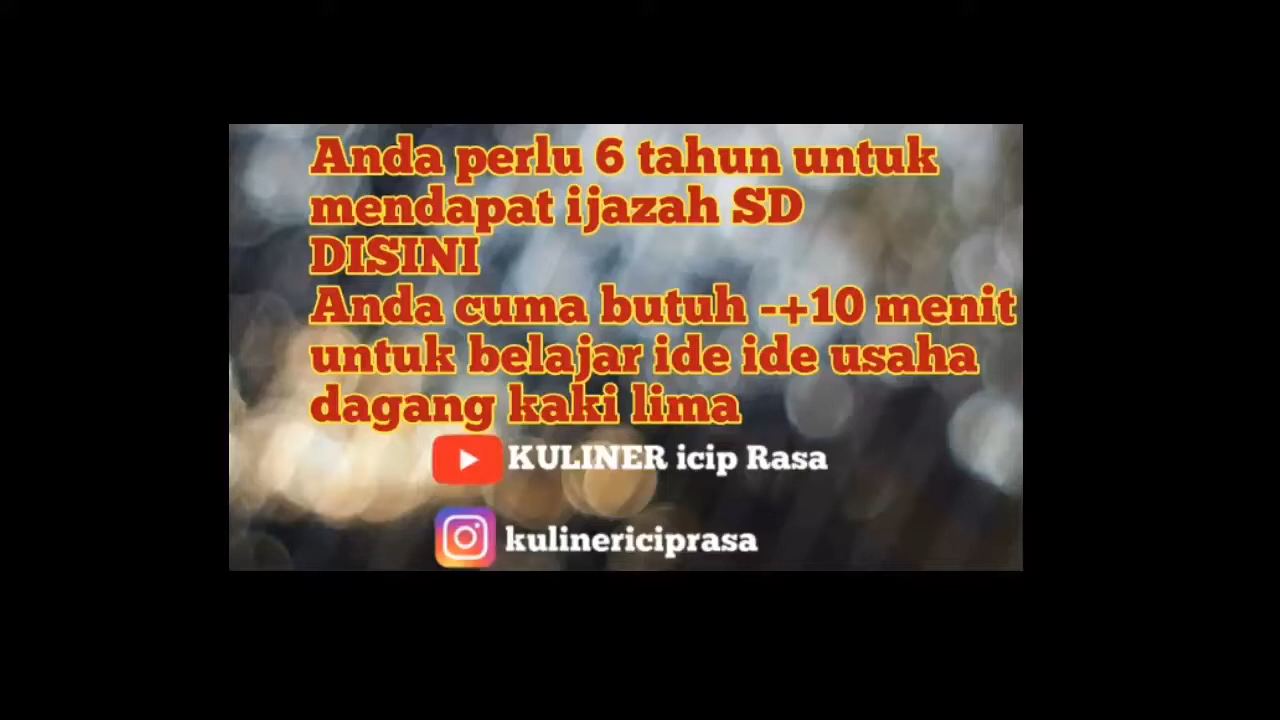 Anda perlu 6 tahun untuk
mendapat ijazah SD
DISINI
Anda cuma butuh -+10 menit
untuk belajar ide ide usaha
dagang kaki lima
KULINER icip Rasa
kulinericiprasa